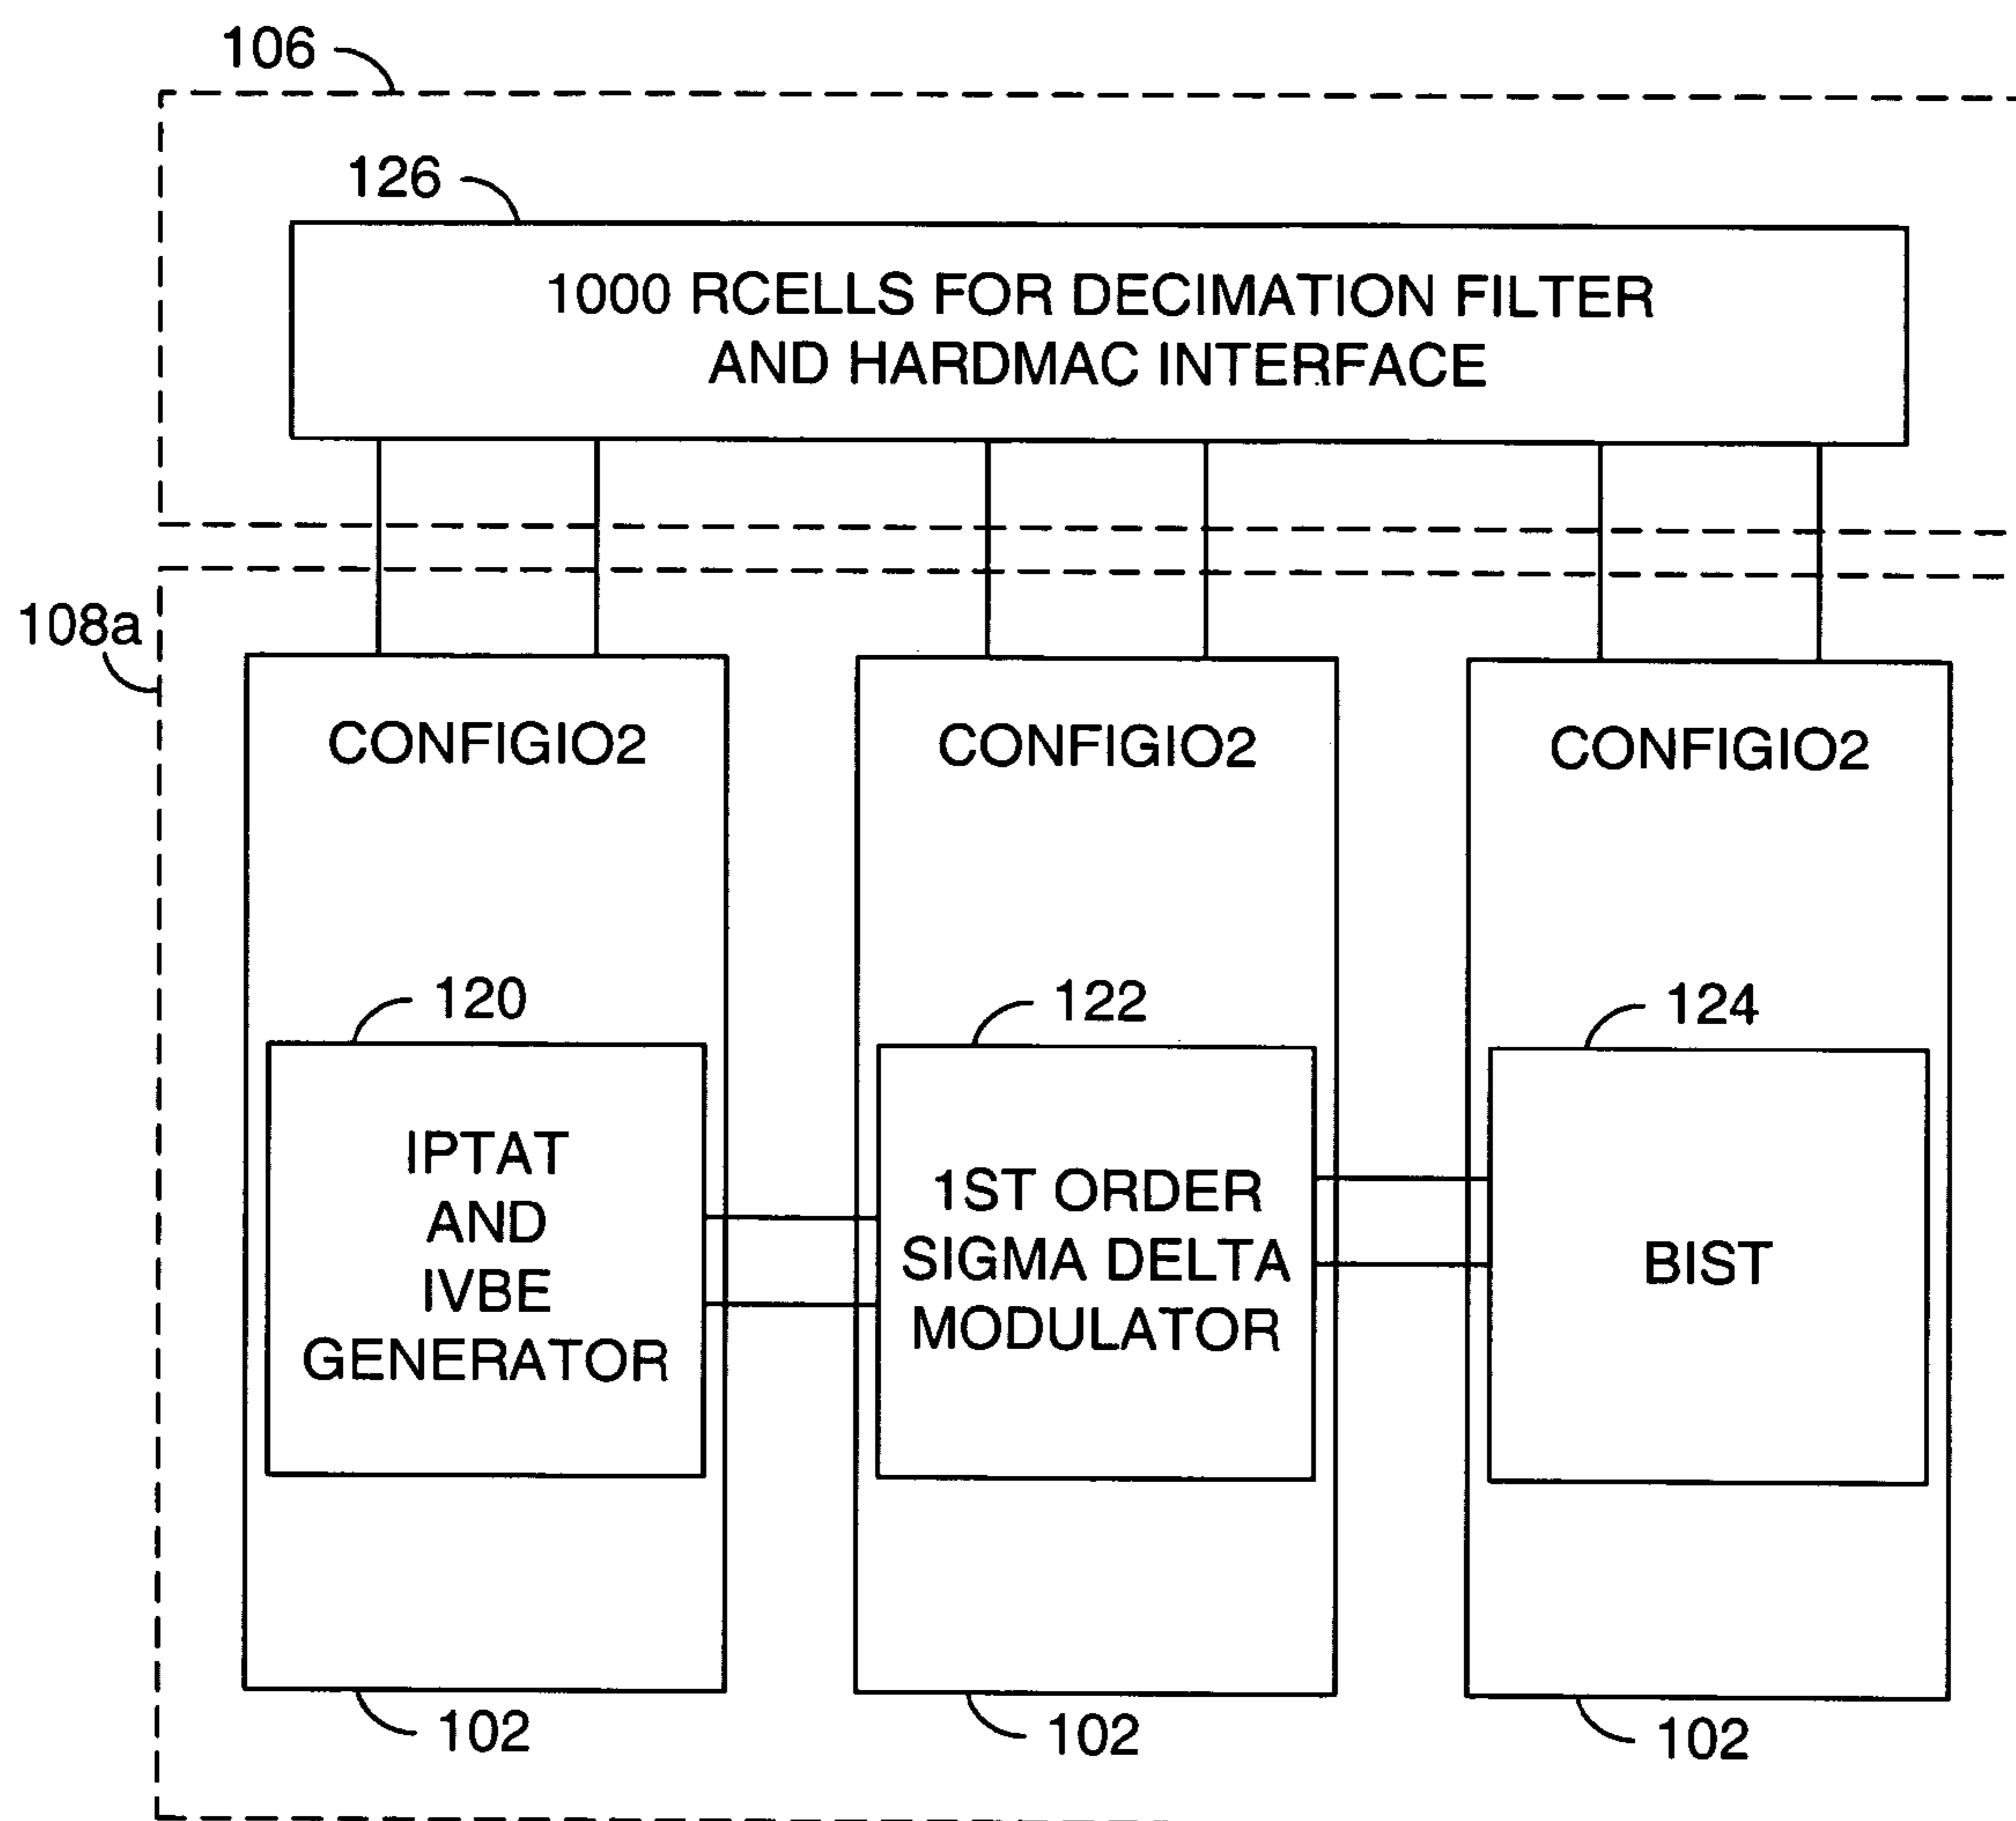 106
126
1000 RCELLS FOR DECIMATION FILTER
AND HARDMAC INTERFACE
108a
CONFIGIO2
CONFIGIO2
CONFIGIO2
120
122
124
IPTAT
AND
IVBE
GENERATOR
1ST ORDER
SIGMA DELTA
MODULATOR
BIST
102
102
102